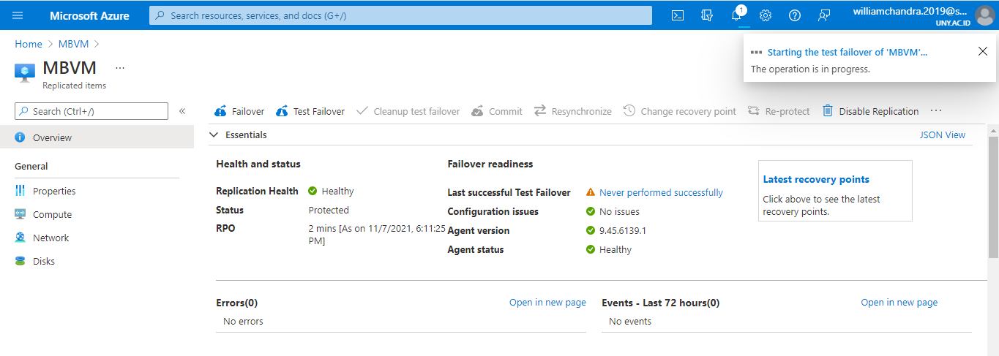 Microsoft Azure
Search resources, services, and docs (G+/)
1
williamchandra.2019@s...
UNY.AC.ID
Home > MBVM >
Starting the test failover of 'MBVM'...
The operation is in progress.
MBVM ...
Replicated items
Search (Ctrl+/)
«
Failover
Test Failover
Cleanup test failover
Commit
Resynchronize
Change recovery point
Re-protect
Disable Replication
...
Overview
General
Properties
Compute
Network
Disks
Essentials
JSON View
Health and status
Replication Health
Healthy
Status
Protected
RPO
2 mins [As on 11/7/2021, 6:11:25
PM]
Failover readiness
Last successful Test Failover
Never performed successfully
Configuration issues
No issues
Agent version
9.45.6139.1
Agent status
Healthy
Latest recovery points
Click above to see the latest
recovery points.
Errors(0)
Open in new page
No errors
Events - Last 72 hours(0)
Open in new page
No events